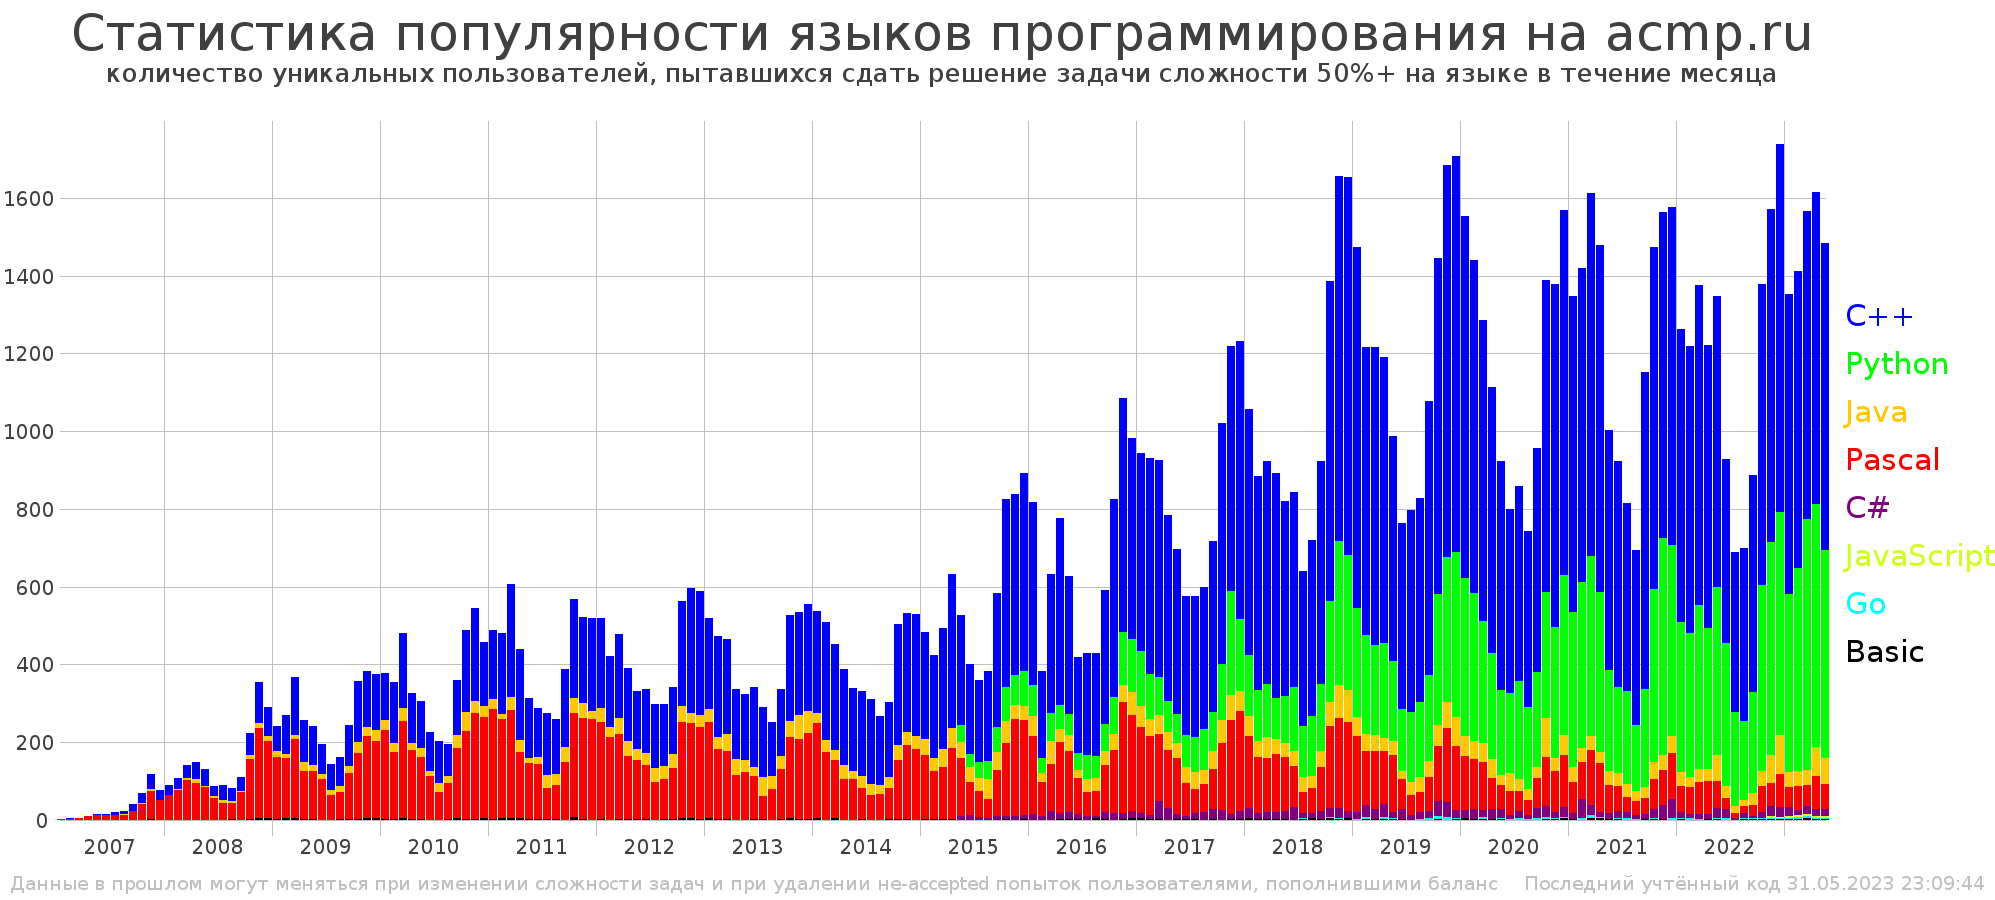 Статистика популярности языков программирования на acmp.ru
количество уникальных пользователей, пытавшихся сдать решение задачи сложности 50%+ на языке в течение месяца
1600
1400
1200
1000
800
600
400
200
0
C++
Python
Java
Pascal
C#
JavaScript
Go
Basic
2007 2008 2009 2010 2011 2012 2013 2014 2015 2016 2017 2018 2019 2020 2021 2022
Данные в прошлом могут меняться при изменении сложности задач и при удалении не-accepted попыток пользователями, пополнившими баланс Последний учтённый код 31.05.2023 23:09:44